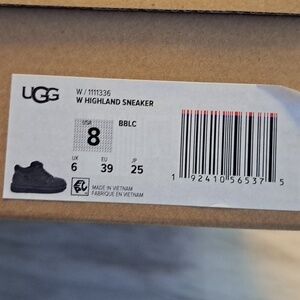 UGG
W / 1111336
W HIGHLAND SNEAKER
USA
8
BBLC
UK EU JP
6 39 25
MADE IN VIETNAM
FABRIQUÉ EN VIETNAM
1 92410 56537 5